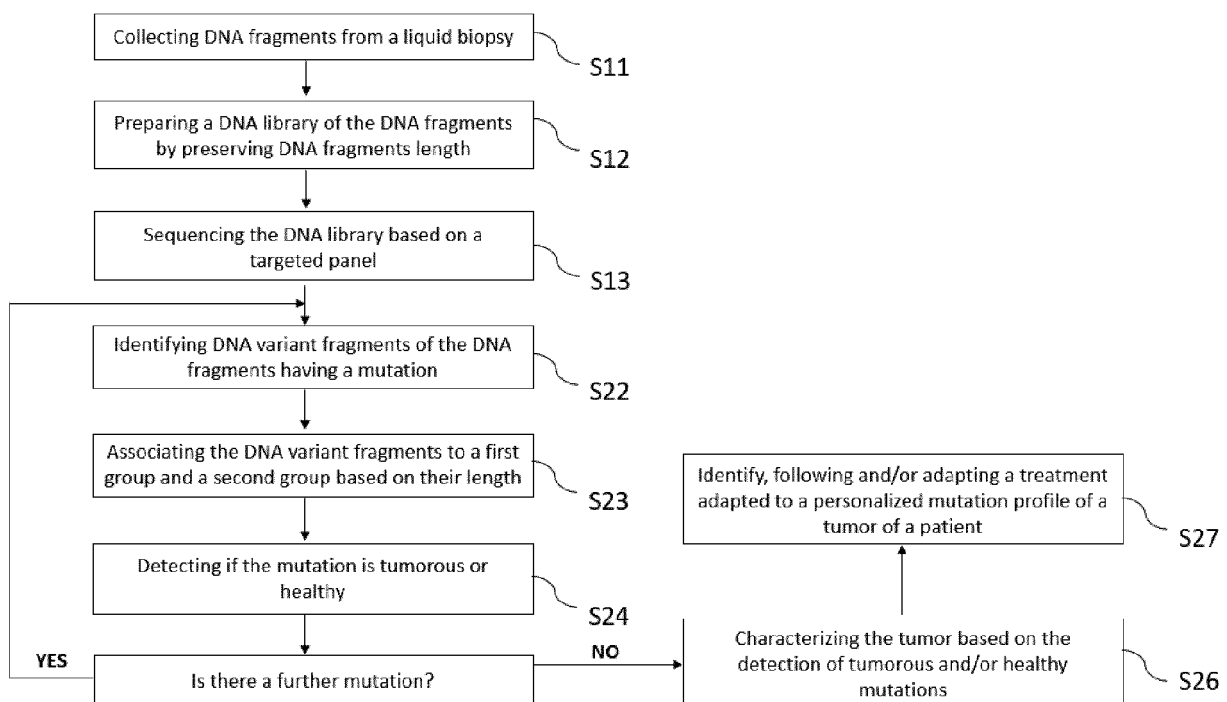 Collecting DNA fragments from a liquid biopsy
S11
Preparing a DNA library of the DNA fragments
by preserving DNA fragments length
S12
Sequencing the DNA library based on a
targeted panel
S13
Identifying DNA variant fragments of the DNA
fragments having a mutation
S22
Associating the DNA variant fragments to a first
group and a second group based on their length
S23
Detecting if the mutation is tumorous or
healthy
S24
YES
Is there a further mutation?
NO
Characterizing the tumor based on the
detection of tumorous and/or healthy
mutations
S26
Identify, following and/or adapting a treatment
adapted to a personalized mutation profile of a
tumor of a patient
S27